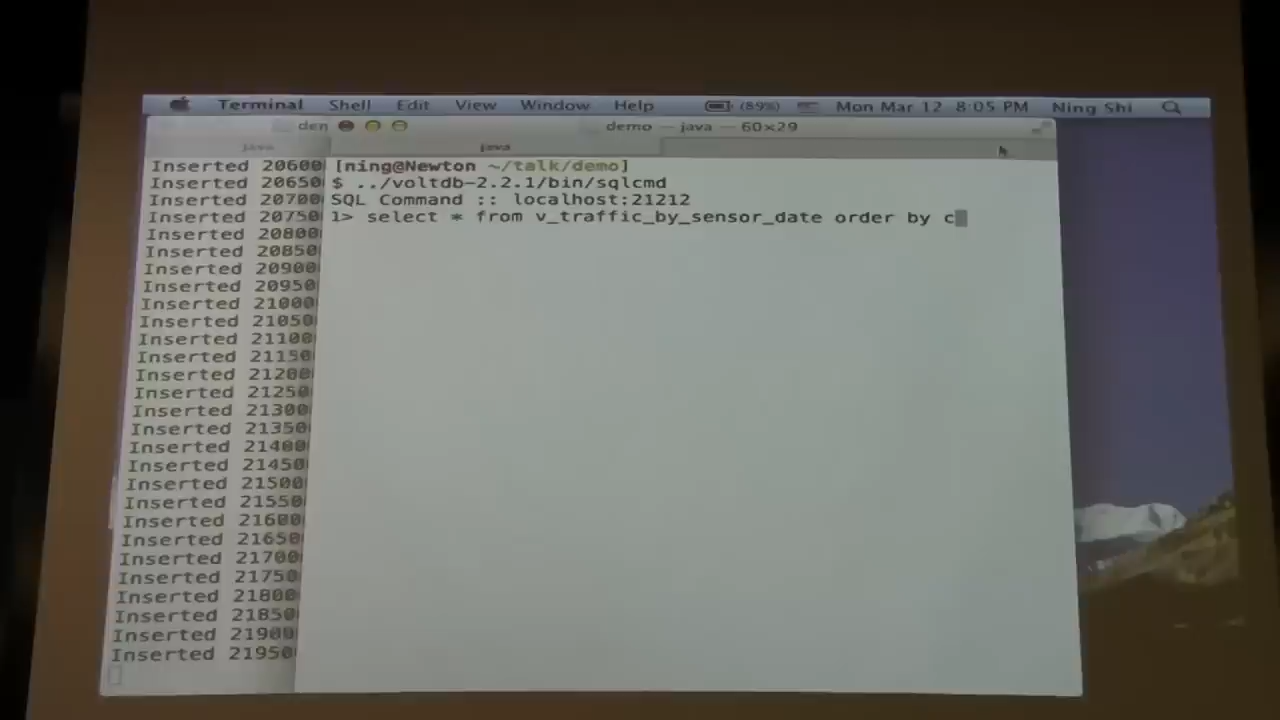 Terminal Shell Edit View Window Help (89%) Mon Mar 12 8:05 PM Ning Shi
den
demo — java — 60×29
java
java
Inserted 20600
Inserted 20650
Inserted 20700
Inserted 20750
Inserted 20800
Inserted 20850
Inserted 20900
Inserted 20950
Inserted 21000
Inserted 21050
Inserted 21100
Inserted 21150
Inserted 21200
Inserted 21250
Inserted 21300
Inserted 21350
Inserted 21400
Inserted 21450
Inserted 21500
Inserted 21550
Inserted 21600
Inserted 21650
Inserted 21700
Inserted 21750
Inserted 21800
Inserted 21850
Inserted 21900
Inserted 21950
[ning@Newton ~/talk/demo]
$ ../voltdb-2.2.1/bin/sqlcmd
SQL Command :: localhost:21212
1> select * from v_traffic_by_sensor_date order by c